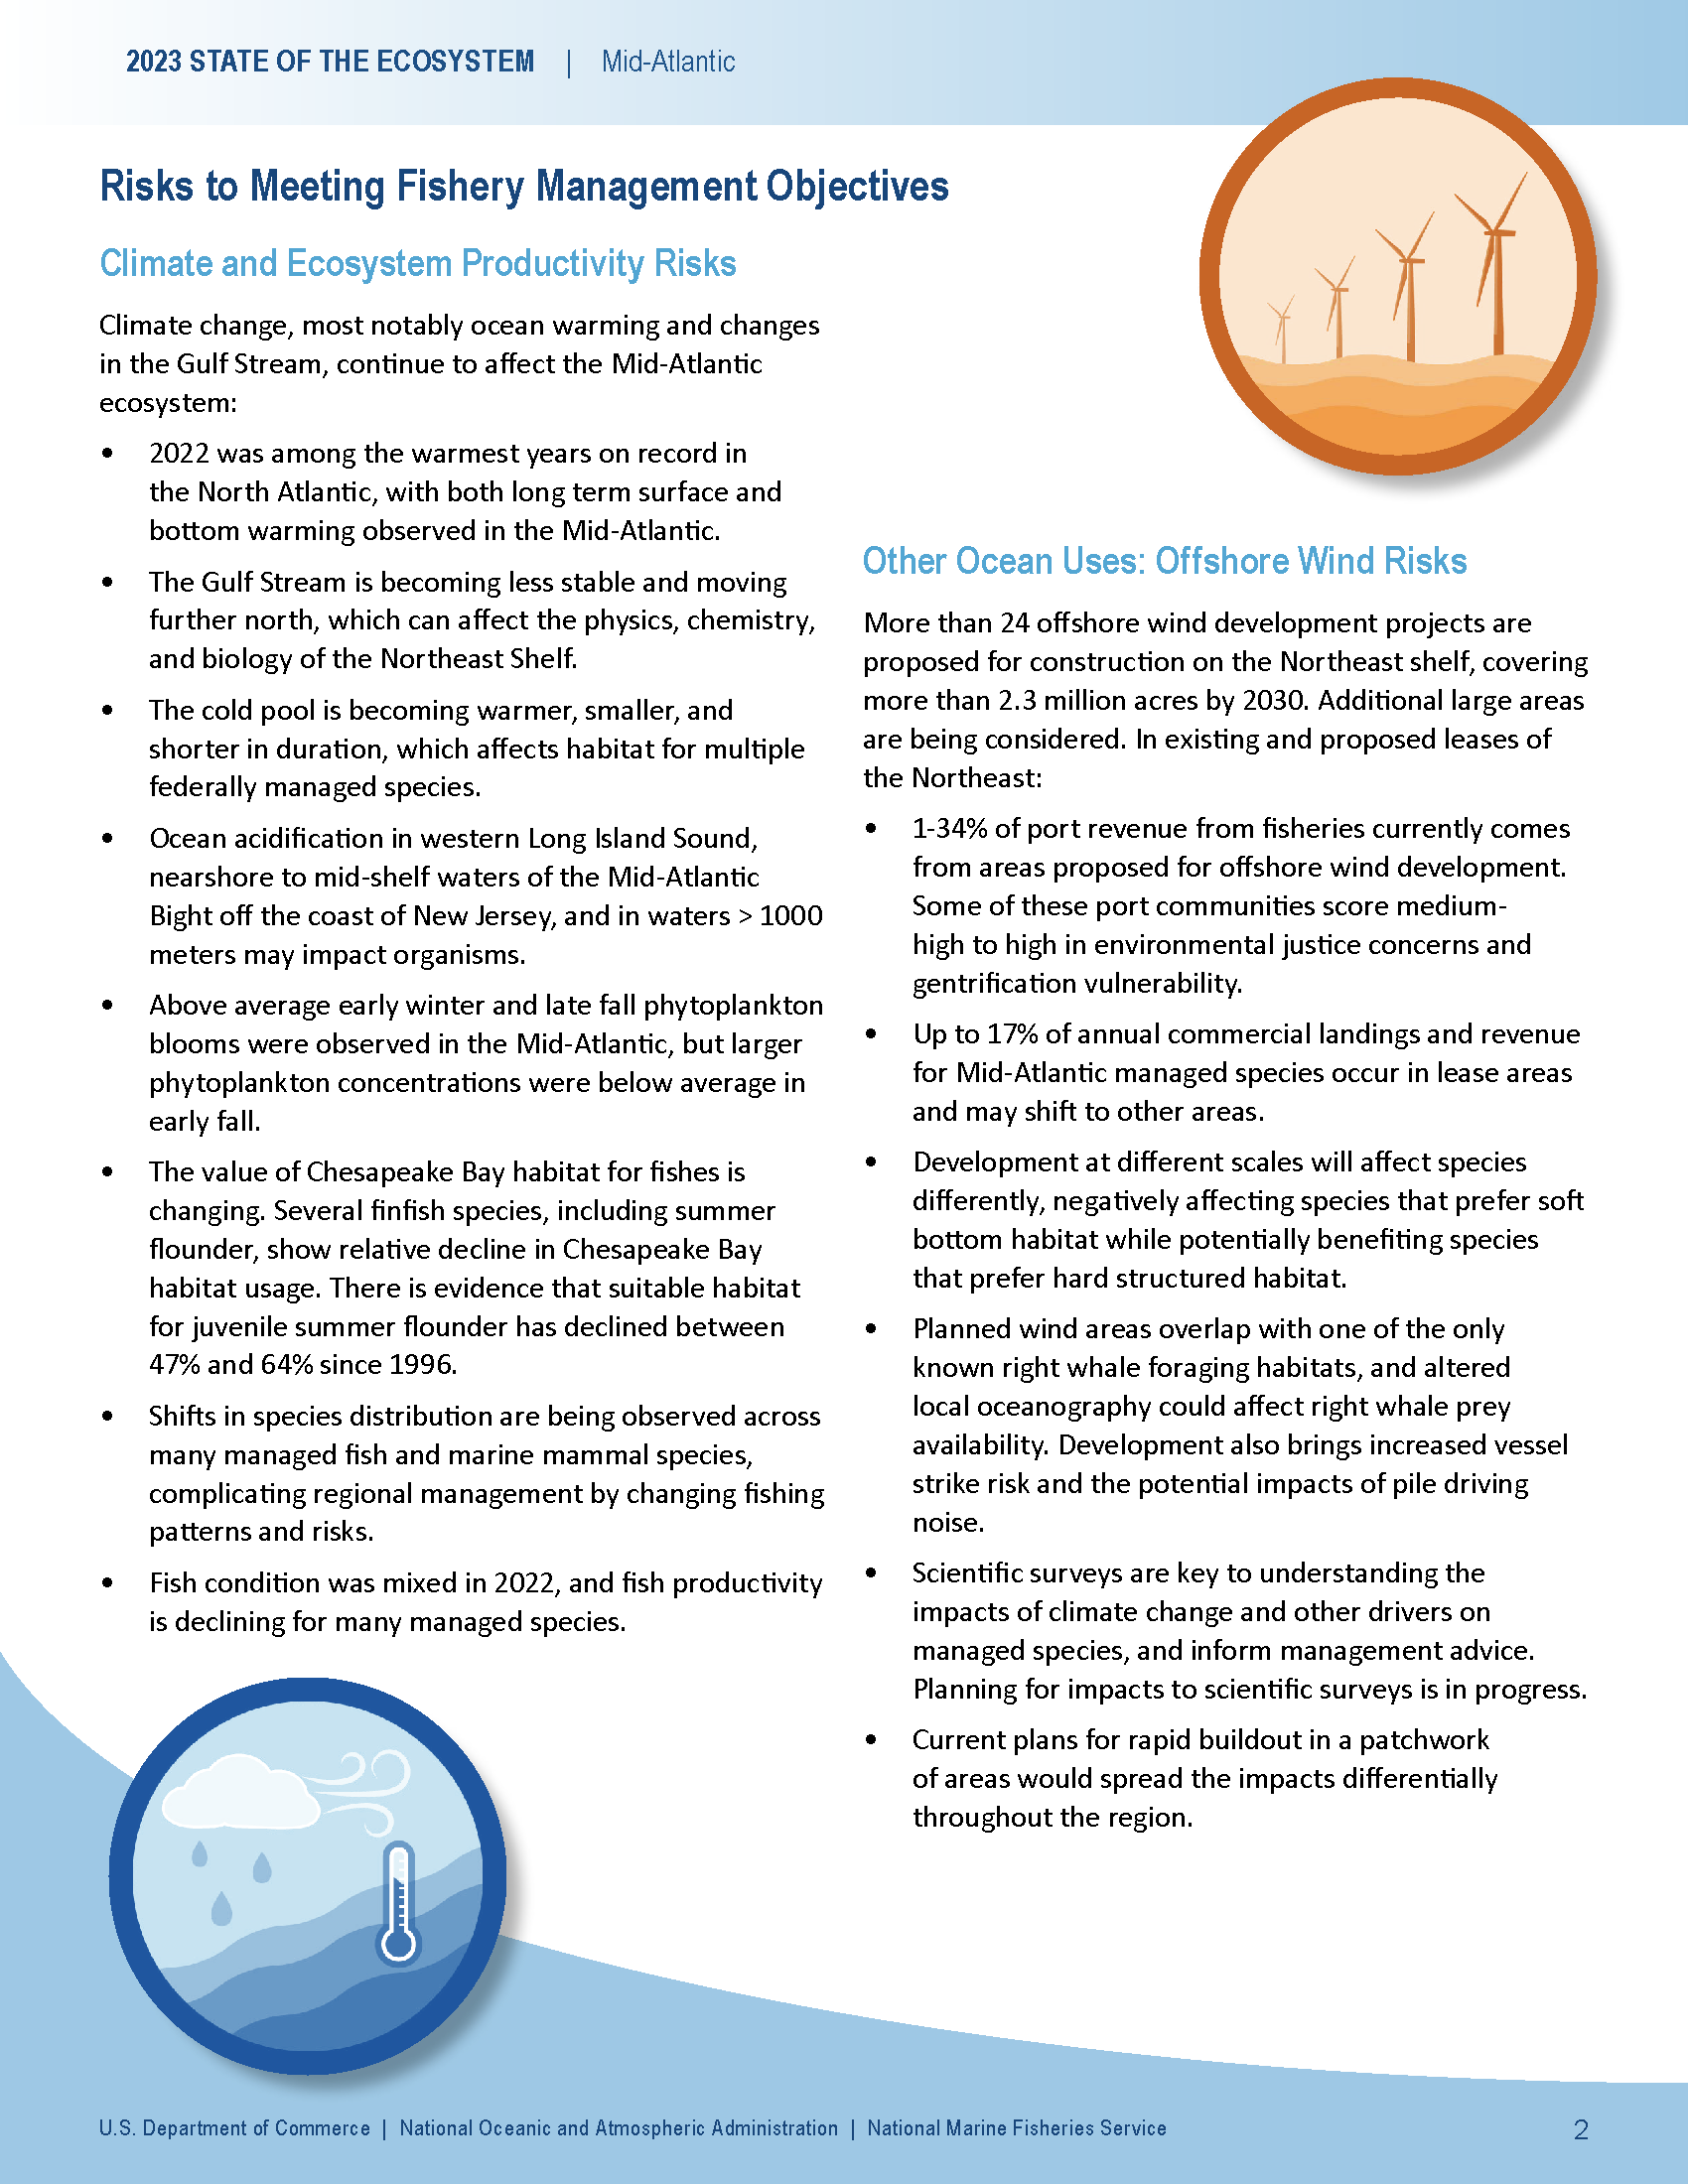 2023 STATE OF THE ECOSYSTEM | Mid-Atlantic
Risks to Meeting Fishery Management Objectives
Climate and Ecosystem Productivity Risks
Climate change, most notably ocean warming and changes
in the Gulf Stream, continue to affect the Mid-Atlantic
ecosystem:
• 2022 was among the warmest years on record in
the North Atlantic, with both long term surface and
bottom warming observed in the Mid-Atlantic.
• The Gulf Stream is becoming less stable and moving
further north, which can affect the physics, chemistry,
and biology of the Northeast Shelf.
• The cold pool is becoming warmer, smaller, and
shorter in duration, which affects habitat for multiple
federally managed species.
• Ocean acidification in western Long Island Sound,
nearshore to mid-shelf waters of the Mid-Atlantic
Bight off the coast of New Jersey, and in waters > 1000
meters may impact organisms.
• Above average early winter and late fall phytoplankton
blooms were observed in the Mid-Atlantic, but larger
phytoplankton concentrations were below average in
early fall.
• The value of Chesapeake Bay habitat for fishes is
changing. Several finfish species, including summer
flounder, show relative decline in Chesapeake Bay
habitat usage. There is evidence that suitable habitat
for juvenile summer flounder has declined between
47% and 64% since 1996.
• Shifts in species distribution are being observed across
many managed fish and marine mammal species,
complicating regional management by changing fishing
patterns and risks.
• Fish condition was mixed in 2022, and fish productivity
is declining for many managed species.
Other Ocean Uses: Offshore Wind Risks
More than 24 offshore wind development projects are
proposed for construction on the Northeast shelf, covering
more than 2.3 million acres by 2030. Additional large areas
are being considered. In existing and proposed leases of
the Northeast:
• 1-34% of port revenue from fisheries currently comes
from areas proposed for offshore wind development.
Some of these port communities score medium-
high to high in environmental justice concerns and
gentrification vulnerability.
• Up to 17% of annual commercial landings and revenue
for Mid-Atlantic managed species occur in lease areas
and may shift to other areas.
• Development at different scales will affect species
differently, negatively affecting species that prefer soft
bottom habitat while potentially benefiting species
that prefer hard structured habitat.
• Planned wind areas overlap with one of the only
known right whale foraging habitats, and altered
local oceanography could affect right whale prey
availability. Development also brings increased vessel
strike risk and the potential impacts of pile driving
noise.
• Scientific surveys are key to understanding the
impacts of climate change and other drivers on
managed species, and inform management advice.
Planning for impacts to scientific surveys is in progress.
• Current plans for rapid buildout in a patchwork
of areas would spread the impacts differentially
throughout the region.
U.S. Department of Commerce | National Oceanic and Atmospheric Administration | National Marine Fisheries Service
2